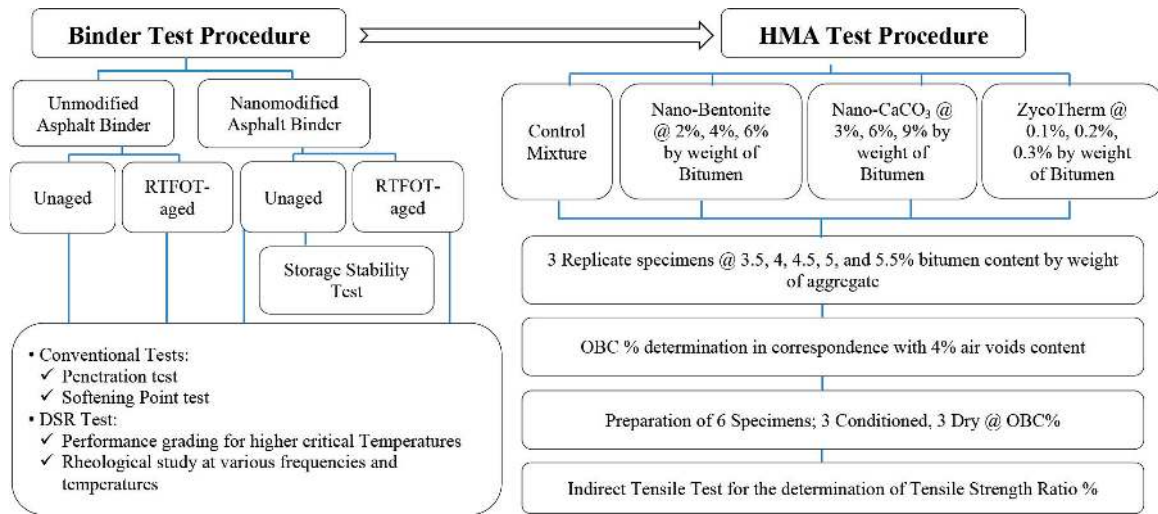 Binder Test Procedure
HMA Test Procedure
Unmodified
Asphalt Binder
Nanomodified
Asphalt Binder
Unaged
RTFOT-
aged
Unaged
RTFOT-
aged
Storage Stability
Test
• Conventional Tests:
✓ Penetration test
✓ Softening Point test
• DSR Test:
✓ Performance grading for higher critical Temperatures
✓ Rheological study at various frequencies and
temperatures
Control
Mixture
Nano-Bentonite
@ 2%, 4%, 6%
by weight of
Bitumen
Nano-CaCO₃ @
3%, 6%, 9% by
weight of
Bitumen
ZycoTherm @
0.1%, 0.2%,
0.3% by weight
of Bitumen
3 Replicate specimens @ 3.5, 4, 4.5, 5, and 5.5% bitumen content by weight
of aggregate
OBC % determination in correspondence with 4% air voids content
Preparation of 6 Specimens; 3 Conditioned, 3 Dry @ OBC%
Indirect Tensile Test for the determination of Tensile Strength Ratio %